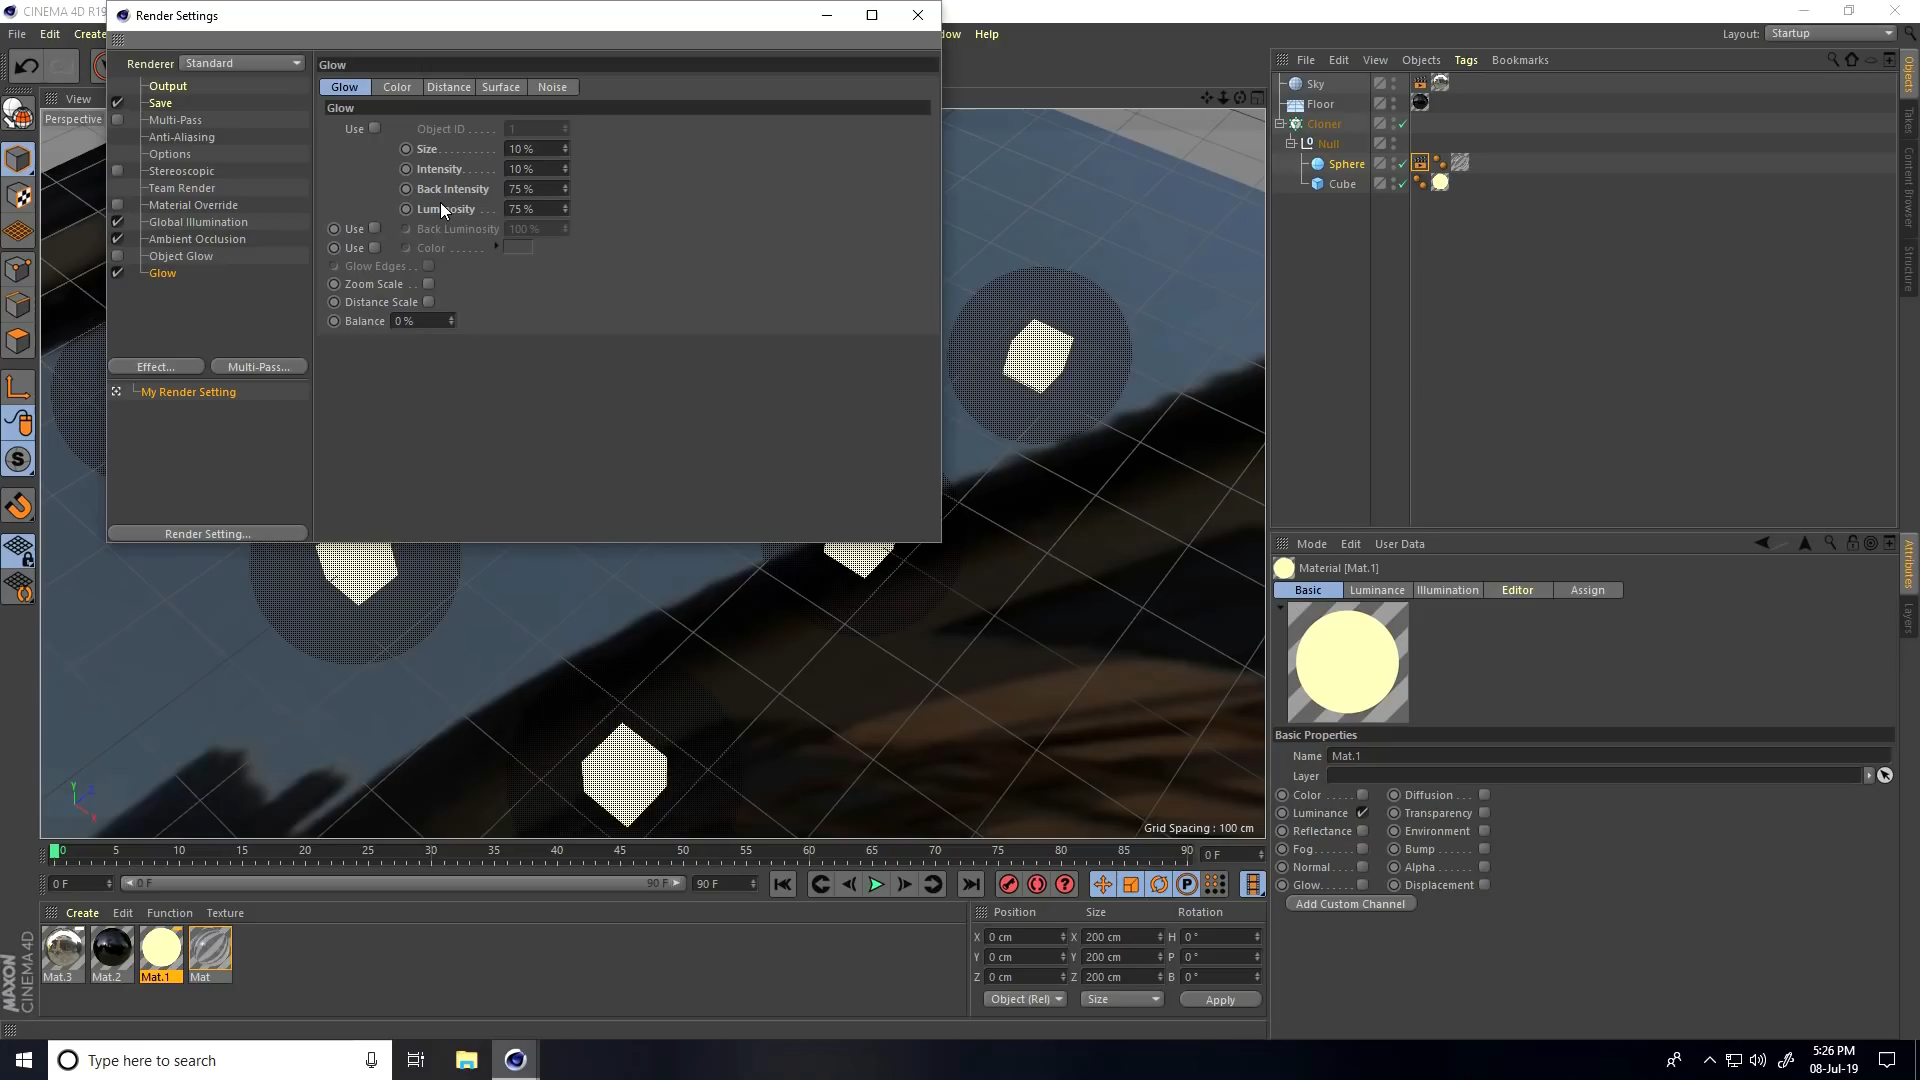 CINEMA 4D R19
Render Settings
File Edit Create
ow Help
Layout: Startup
Renderer Standard
Output
Save
Multi-Pass
Anti-Aliasing
Options
Stereoscopic
Team Render
Material Override
Global Illumination
Ambient Occlusion
Object Glow
Glow
Effect...
Multi-Pass...
My Render Setting
Render Setting...
Glow
Glow Color Distance Surface Noise
Glow
Use Object ID ..... 1
Size.......... 10 %
Intensity....... 10 %
Back Intensity 75 %
Luminosity ... 75 %
Use Back Luminosity 100 %
Use Color ......
Glow Edges . .
Zoom Scale . .
Distance Scale
Balance 0 %
View
Perspective
Grid Spacing : 100 cm
File Edit View Objects Tags Bookmarks
Sky
Floor
Cloner
Null
Sphere
Cube
Objects
Content Browser
Structure
Mode Edit User Data
Material [Mat.1]
Basic Luminance Illumination Editor Assign
Basic Properties
Name Mat.1
Layer
Color ..... Diffusion ...
Luminance Transparency
Reflectance Environment
Fog....... Bump ......
Normal.... Alpha.......
Glow...... Displacement
Add Custom Channel
Attributes
Layers
0 5 10 15 20 25 30 35 40 45 50 55 60 65 70 75 80 85 90 0 F
0 F 0 F 90 F 90 F
Create Edit Function Texture
Mat.3 Mat.2 Mat.1 Mat
Position Size Rotation
X 0 cm X 200 cm H 0 °
Y 0 cm Y 200 cm P 0 °
Z 0 cm Z 200 cm B 0 °
Object (Rel) Size Apply
MAXON
CINEMA 4D
Type here to search
5:26 PM
08-Jul-19